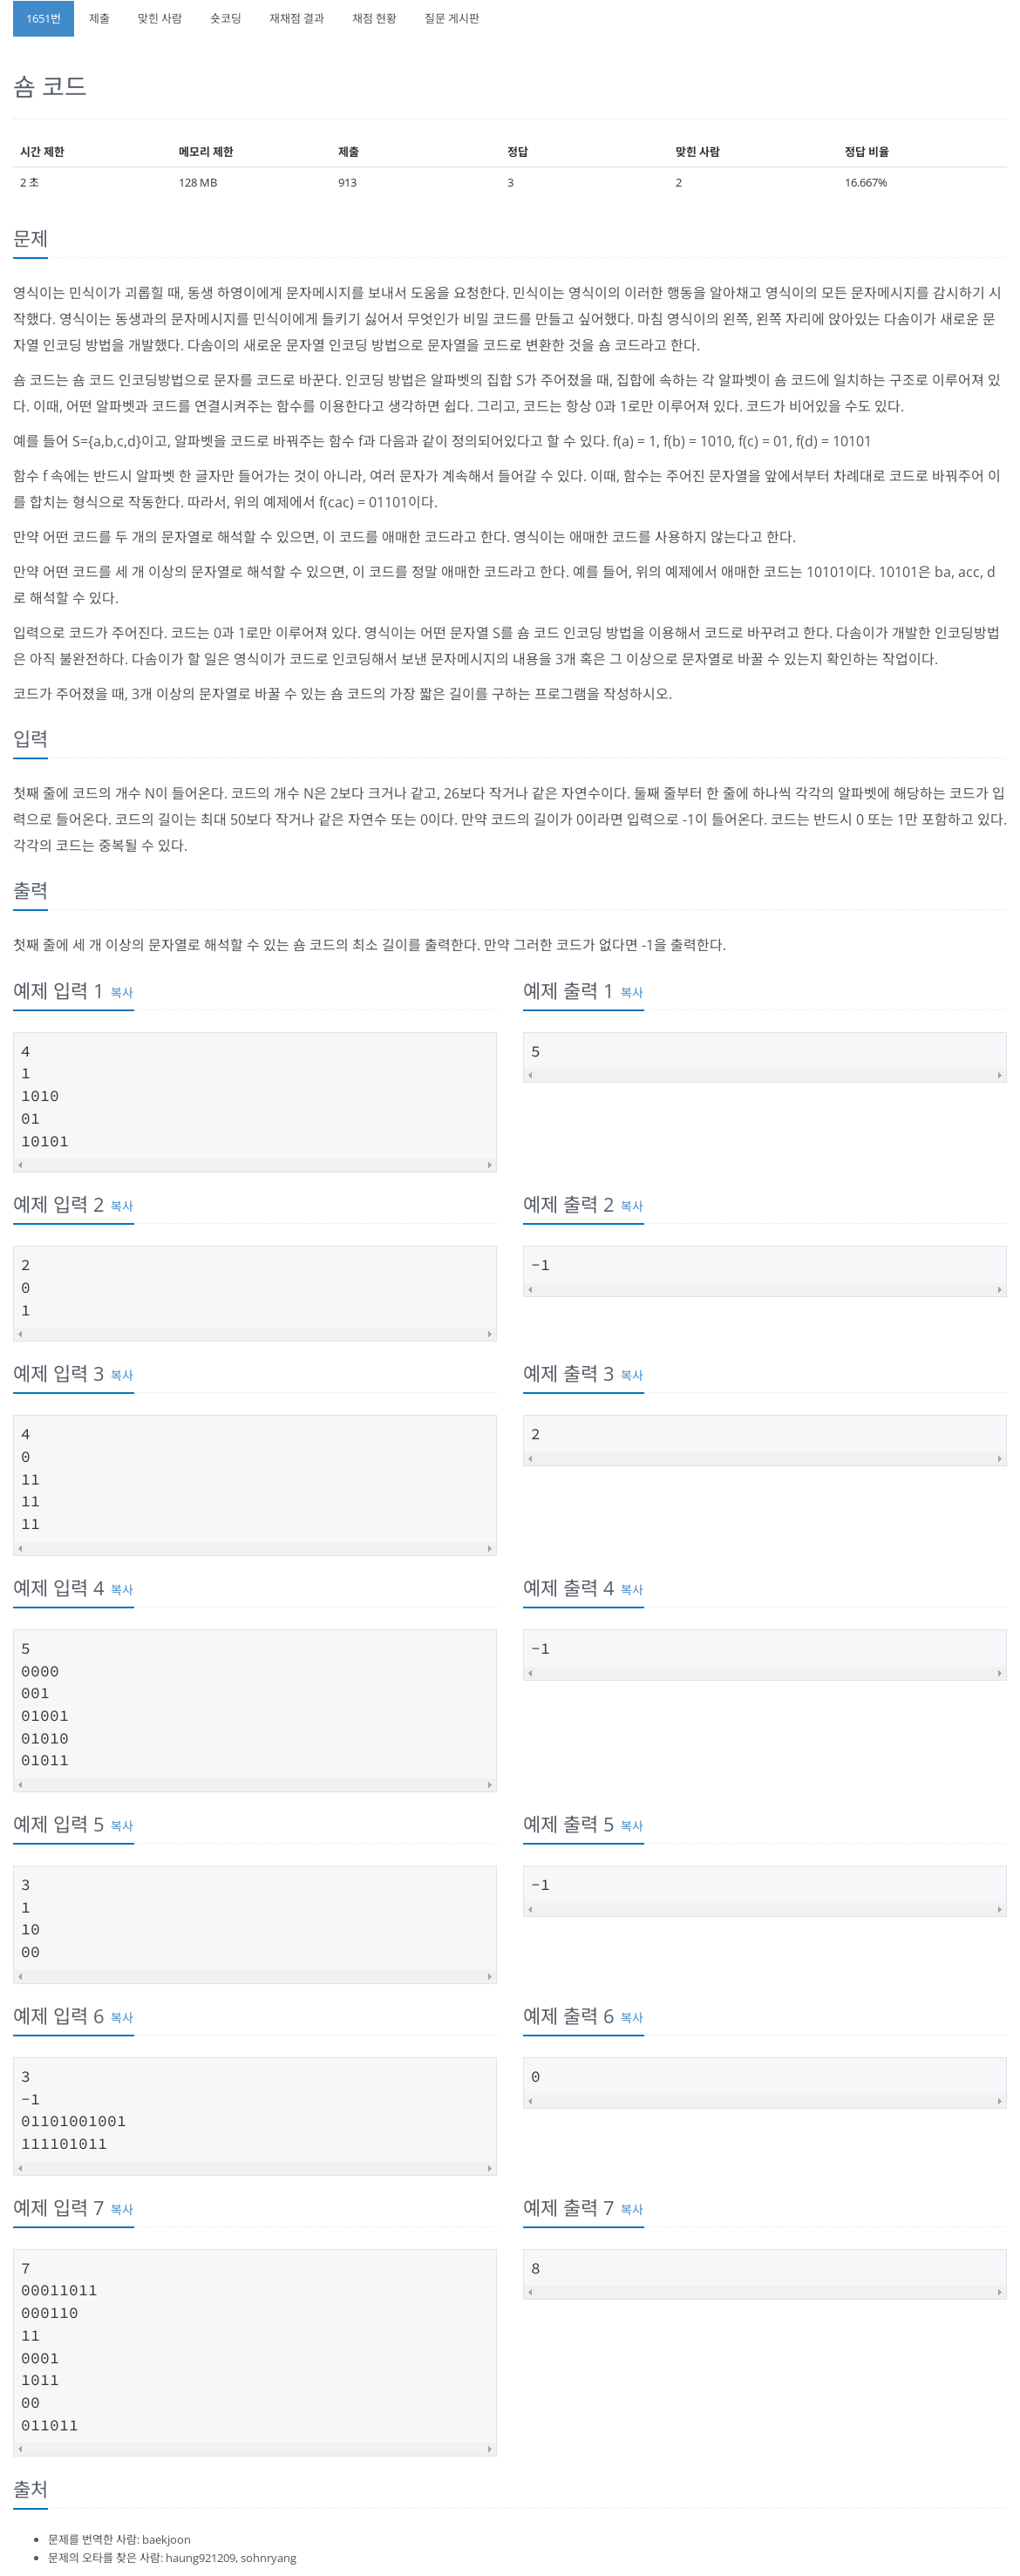 1651번 제출 맞힌 사람 숏코딩 재채점 결과 채점 현황 질문 게시판
숌 코드
시간 제한 메모리 제한 제출 정답 맞힌 사람 정답 비율
2 초 128 MB 913 3 2 16.667%
문제
영식이는 민식이가 괴롭힐 때, 동생 하영이에게 문자메시지를 보내서 도움을 요청한다. 민식이는 영식이의 이러한 행동을 알아채고 영식이의 모든 문자메시지를 감시하기 시
작했다. 영식이는 동생과의 문자메시지를 민식이에게 들키기 싫어서 무엇인가 비밀 코드를 만들고 싶어했다. 마침 영식이의 왼쪽, 왼쪽 자리에 앉아있는 다솜이가 새로운 문
자열 인코딩 방법을 개발했다. 다솜이의 새로운 문자열 인코딩 방법으로 문자열을 코드로 변환한 것을 숌 코드라고 한다.
숌 코드는 숌 코드 인코딩방법으로 문자를 코드로 바꾼다. 인코딩 방법은 알파벳의 집합 S가 주어졌을 때, 집합에 속하는 각 알파벳이 숌 코드에 일치하는 구조로 이루어져 있
다. 이때, 어떤 알파벳과 코드를 연결시켜주는 함수를 이용한다고 생각하면 쉽다. 그리고, 코드는 항상 0과 1로만 이루어져 있다. 코드가 비어있을 수도 있다.
예를 들어 S={a,b,c,d}이고, 알파벳을 코드로 바꿔주는 함수 f과 다음과 같이 정의되어있다고 할 수 있다. f(a) = 1, f(b) = 1010, f(c) = 01, f(d) = 10101
함수 f 속에는 반드시 알파벳 한 글자만 들어가는 것이 아니라, 여러 문자가 계속해서 들어갈 수 있다. 이때, 함수는 주어진 문자열을 앞에서부터 차례대로 코드로 바꿔주어 이
를 합치는 형식으로 작동한다. 따라서, 위의 예제에서 f(cac) = 01101이다.
만약 어떤 코드를 두 개의 문자열로 해석할 수 있으면, 이 코드를 애매한 코드라고 한다. 영식이는 애매한 코드를 사용하지 않는다고 한다.
만약 어떤 코드를 세 개 이상의 문자열로 해석할 수 있으면, 이 코드를 정말 애매한 코드라고 한다. 예를 들어, 위의 예제에서 애매한 코드는 10101이다. 10101은 ba, acc, d
로 해석할 수 있다.
입력으로 코드가 주어진다. 코드는 0과 1로만 이루어져 있다. 영식이는 어떤 문자열 S를 숌 코드 인코딩 방법을 이용해서 코드로 바꾸려고 한다. 다솜이가 개발한 인코딩방법
은 아직 불완전하다. 다솜이가 할 일은 영식이가 코드로 인코딩해서 보낸 문자메시지의 내용을 3개 혹은 그 이상으로 문자열로 바꿀 수 있는지 확인하는 작업이다.
코드가 주어졌을 때, 3개 이상의 문자열로 바꿀 수 있는 숌 코드의 가장 짧은 길이를 구하는 프로그램을 작성하시오.
입력
첫째 줄에 코드의 개수 N이 들어온다. 코드의 개수 N은 2보다 크거나 같고, 26보다 작거나 같은 자연수이다. 둘째 줄부터 한 줄에 하나씩 각각의 알파벳에 해당하는 코드가 입
력으로 들어온다. 코드의 길이는 최대 50보다 작거나 같은 자연수 또는 0이다. 만약 코드의 길이가 0이라면 입력으로 -1이 들어온다. 코드는 반드시 0 또는 1만 포함하고 있다.
각각의 코드는 중복될 수 있다.
출력
첫째 줄에 세 개 이상의 문자열로 해석할 수 있는 숌 코드의 최소 길이를 출력한다. 만약 그러한 코드가 없다면 -1을 출력한다.
예제 입력 1 복사
4
1
1010
01
10101
예제 출력 1 복사
5
예제 입력 2 복사
2
0
1
예제 출력 2 복사
-1
예제 입력 3 복사
4
0
11
11
11
예제 출력 3 복사
2
예제 입력 4 복사
5
0000
001
01001
01010
01011
예제 출력 4 복사
-1
예제 입력 5 복사
3
1
10
00
예제 출력 5 복사
-1
예제 입력 6 복사
3
-1
01101001001
111101011
예제 출력 6 복사
0
예제 입력 7 복사
7
00011011
000110
11
0001
1011
00
011011
예제 출력 7 복사
8
출처
문제를 번역한 사람: baekjoon
문제의 오타를 찾은 사람: haung921209, sohnryang